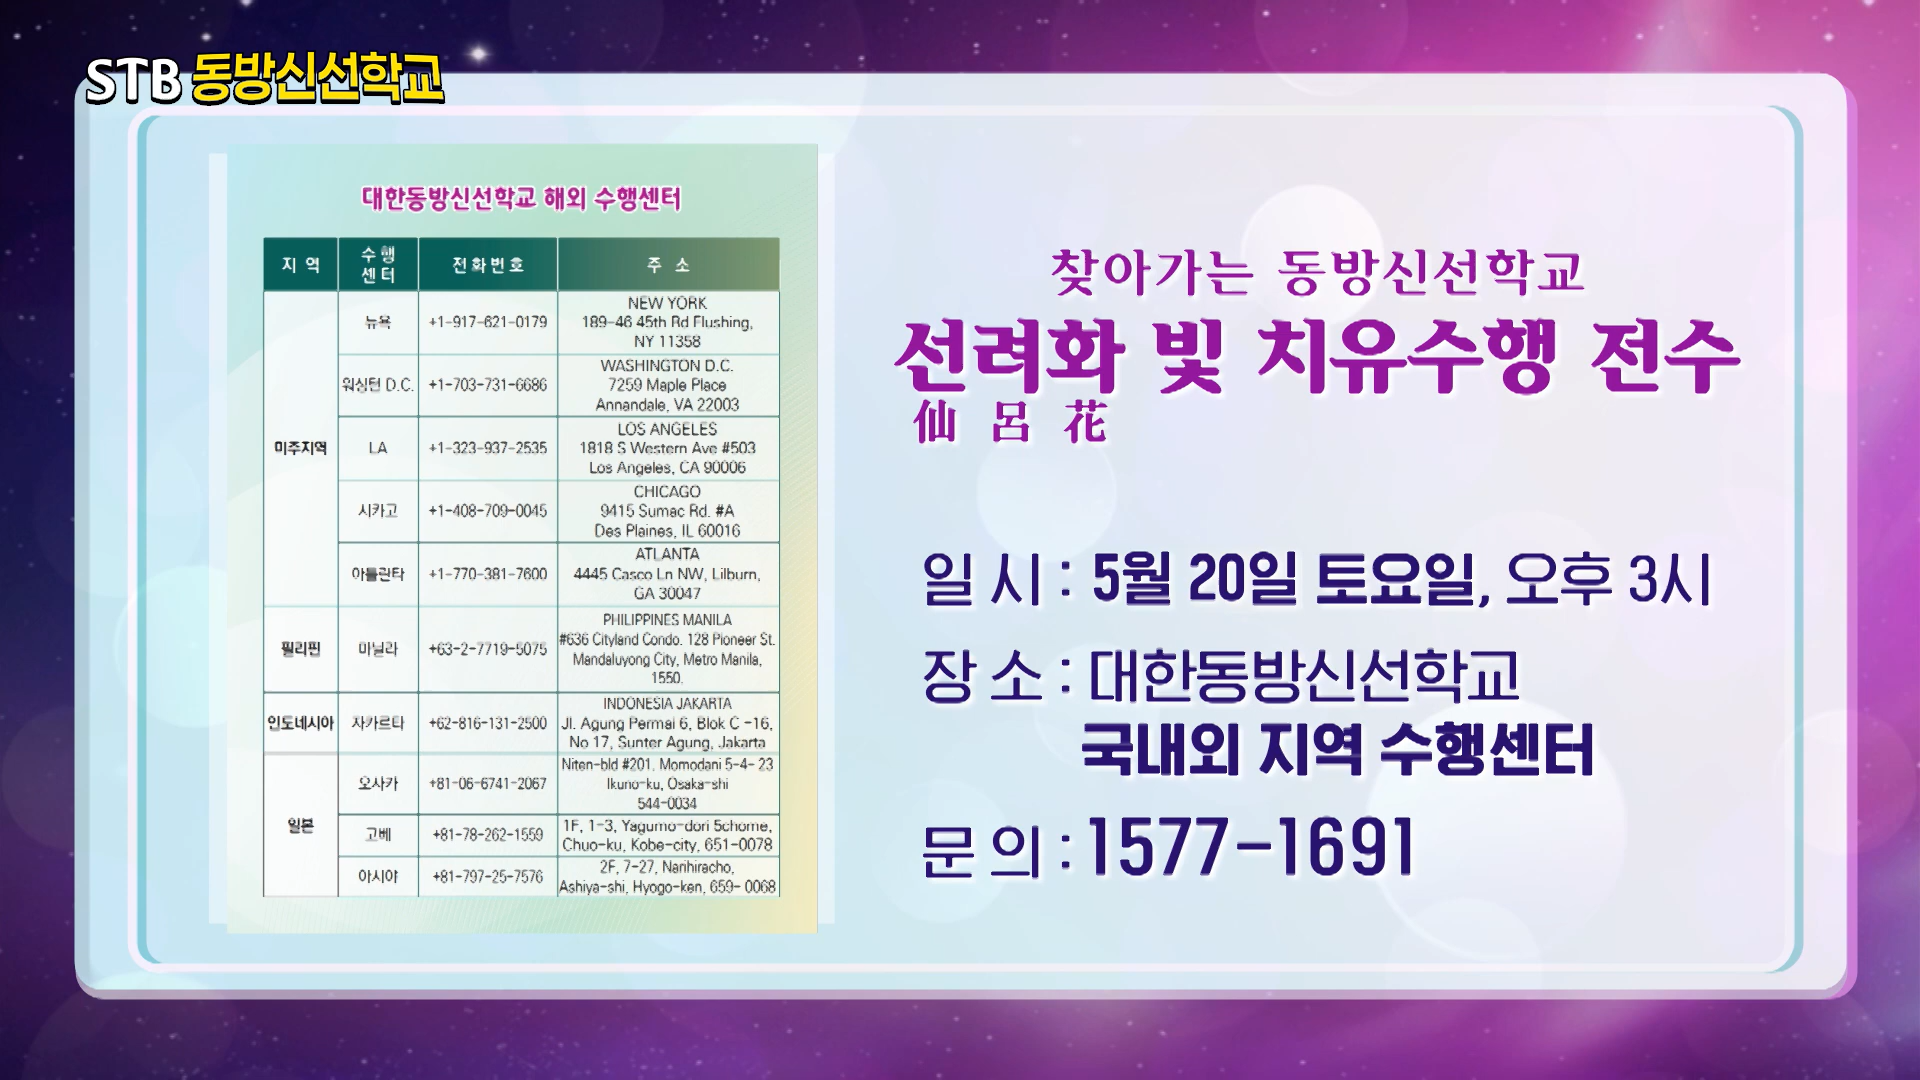 STB 동방신선학교
대한동방신선학교 해외 수행센터
지 역 수행 센터 전화번호 주 소
미주지역
뉴욕 +1-917-621-0179
NEW YORK
189-46 45th Rd Flushing,
NY 11358
워싱턴 D.C. +1-703-731-6686
WASHINGTON D.C.
7259 Maple Place
Annandale, VA 22003
LA +1-323-937-2535
LOS ANGELES
1818 S Western Ave #503
Los Angeles, CA 90006
시카고 +1-408-709-0045
CHICAGO
9415 Sumac Rd. #A
Des Plaines, IL 60016
아틀란타 +1-770-381-7600
ATLANTA
4445 Casco Ln NW, Lilburn,
GA 30047
필리핀 마닐라 +63-2-7719-5075
PHILIPPINES MANILA
#636 Cityland Condo. 128 Pioneer St.
Mandaluyong City, Metro Manila,
1550.
인도네시아 자카르타 +62-816-131-2500
INDONESIA JAKARTA
Jl. Agung Permai 6, Blok C -16,
No 17, Sunter Agung, Jakarta
일본
오사카 +81-06-6741-2067
Niten-bld #201. Momodani 5-4- 23
Ikuno-ku, Osaka-shi
544-0034
고베 +81-78-262-1559
1F, 1-3, Yagumo-dori 5chome,
Chuo-ku, Kobe-city, 651-0078
아시야 +81-797-25-7576
2F, 7-27, Narihiracho,
Ashiya-shi, Hyogo-ken, 659- 0068
찾아가는 동방신선학교
선려화 빛 치유수행 전수
仙 呂 花
일 시 : 5월 20일 토요일, 오후 3시
장 소 : 대한동방신선학교
국내외 지역 수행센터
문 의 : 1577-1691